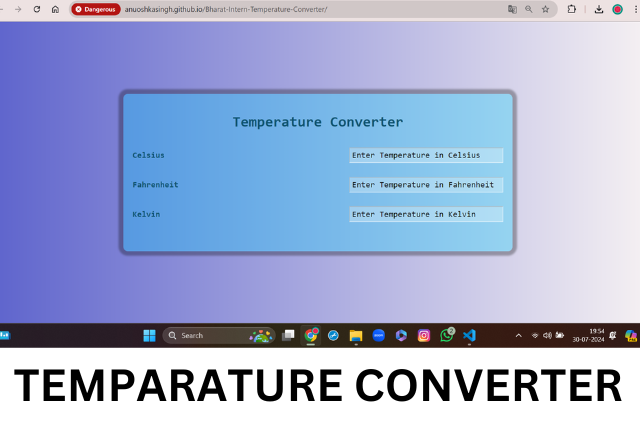 Dangerous anuoshkasingh.github.io/Bharat-Intern-Temperature-Converter/
Temperature Converter
Celsius Enter Temperature in Celsius
Fahrenheit Enter Temperature in Fahrenheit
Kelvin Enter Temperature in Kelvin
Search 2 19:54
30-07-2024
TEMPARATURE CONVERTER